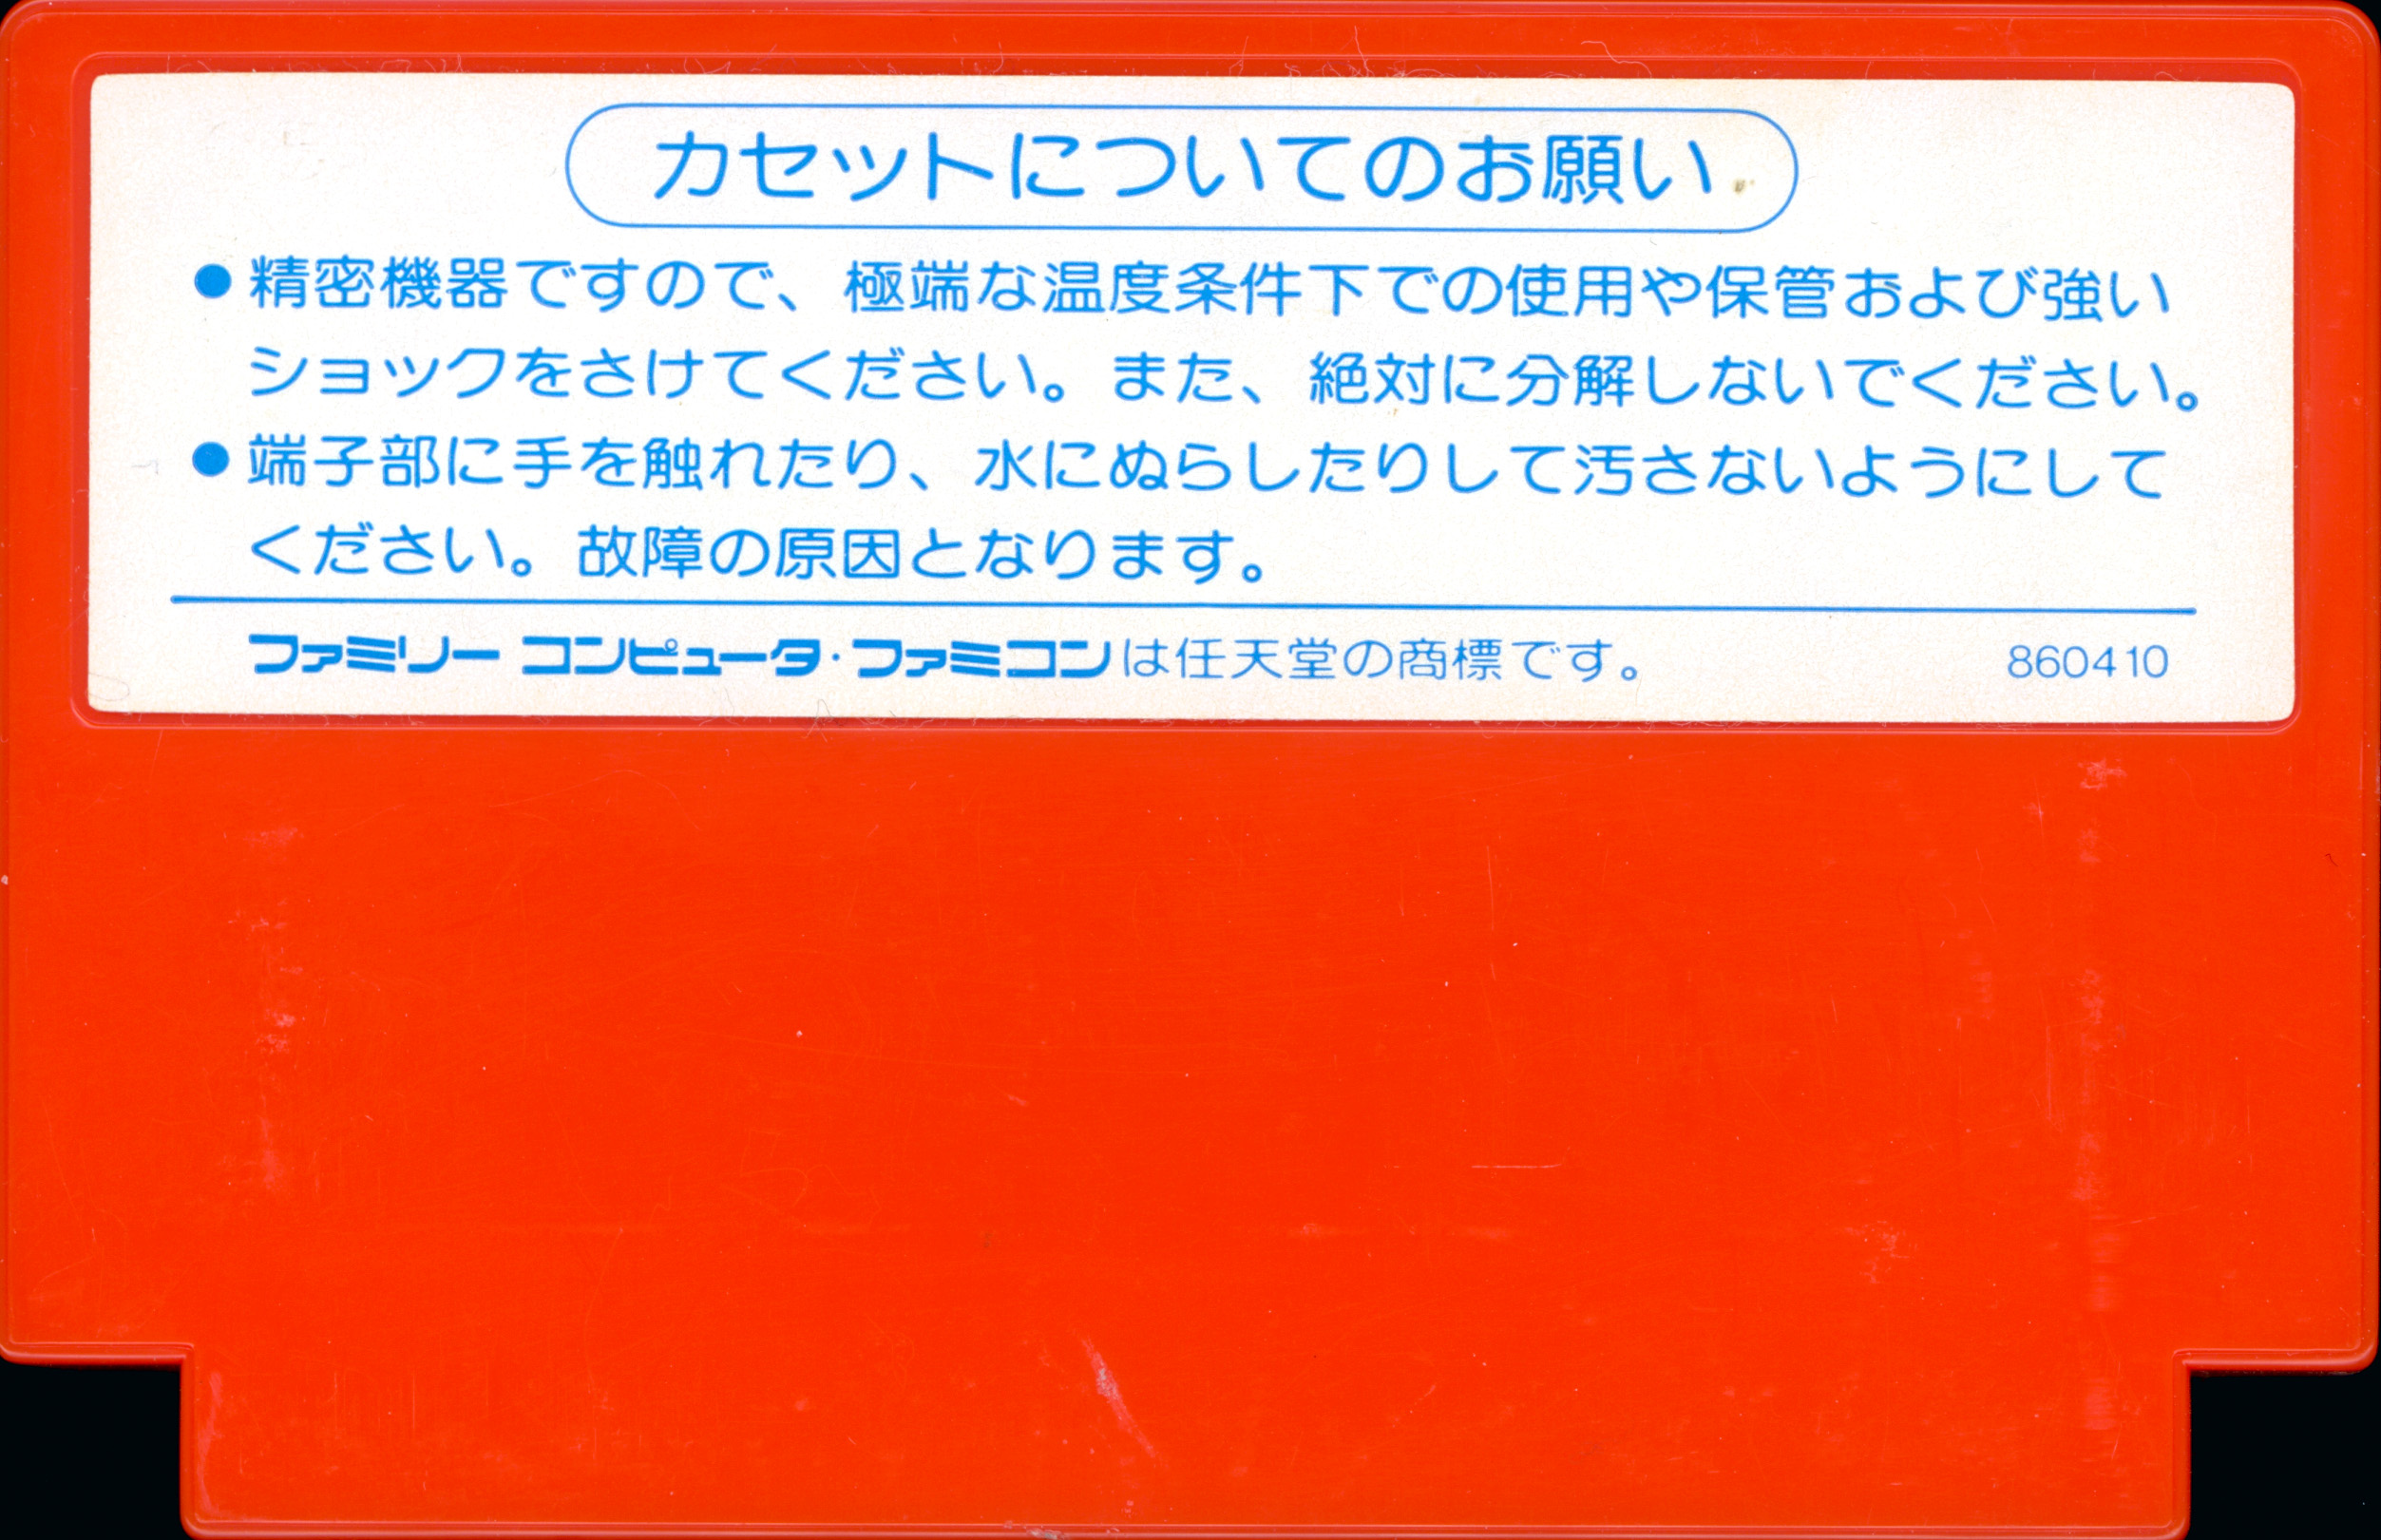 カセットについてのお願い
●精密機器ですので、極端な温度条件下での使用や保管および強い
ショックをさけてください。また、絶対に分解しないでください。
●端子部に手を触れたり、水にぬらしたりして汚さないようにして
ください。故障の原因となります。
ファミリー コンピュータ・ファミコンは任天堂の商標です。 860410